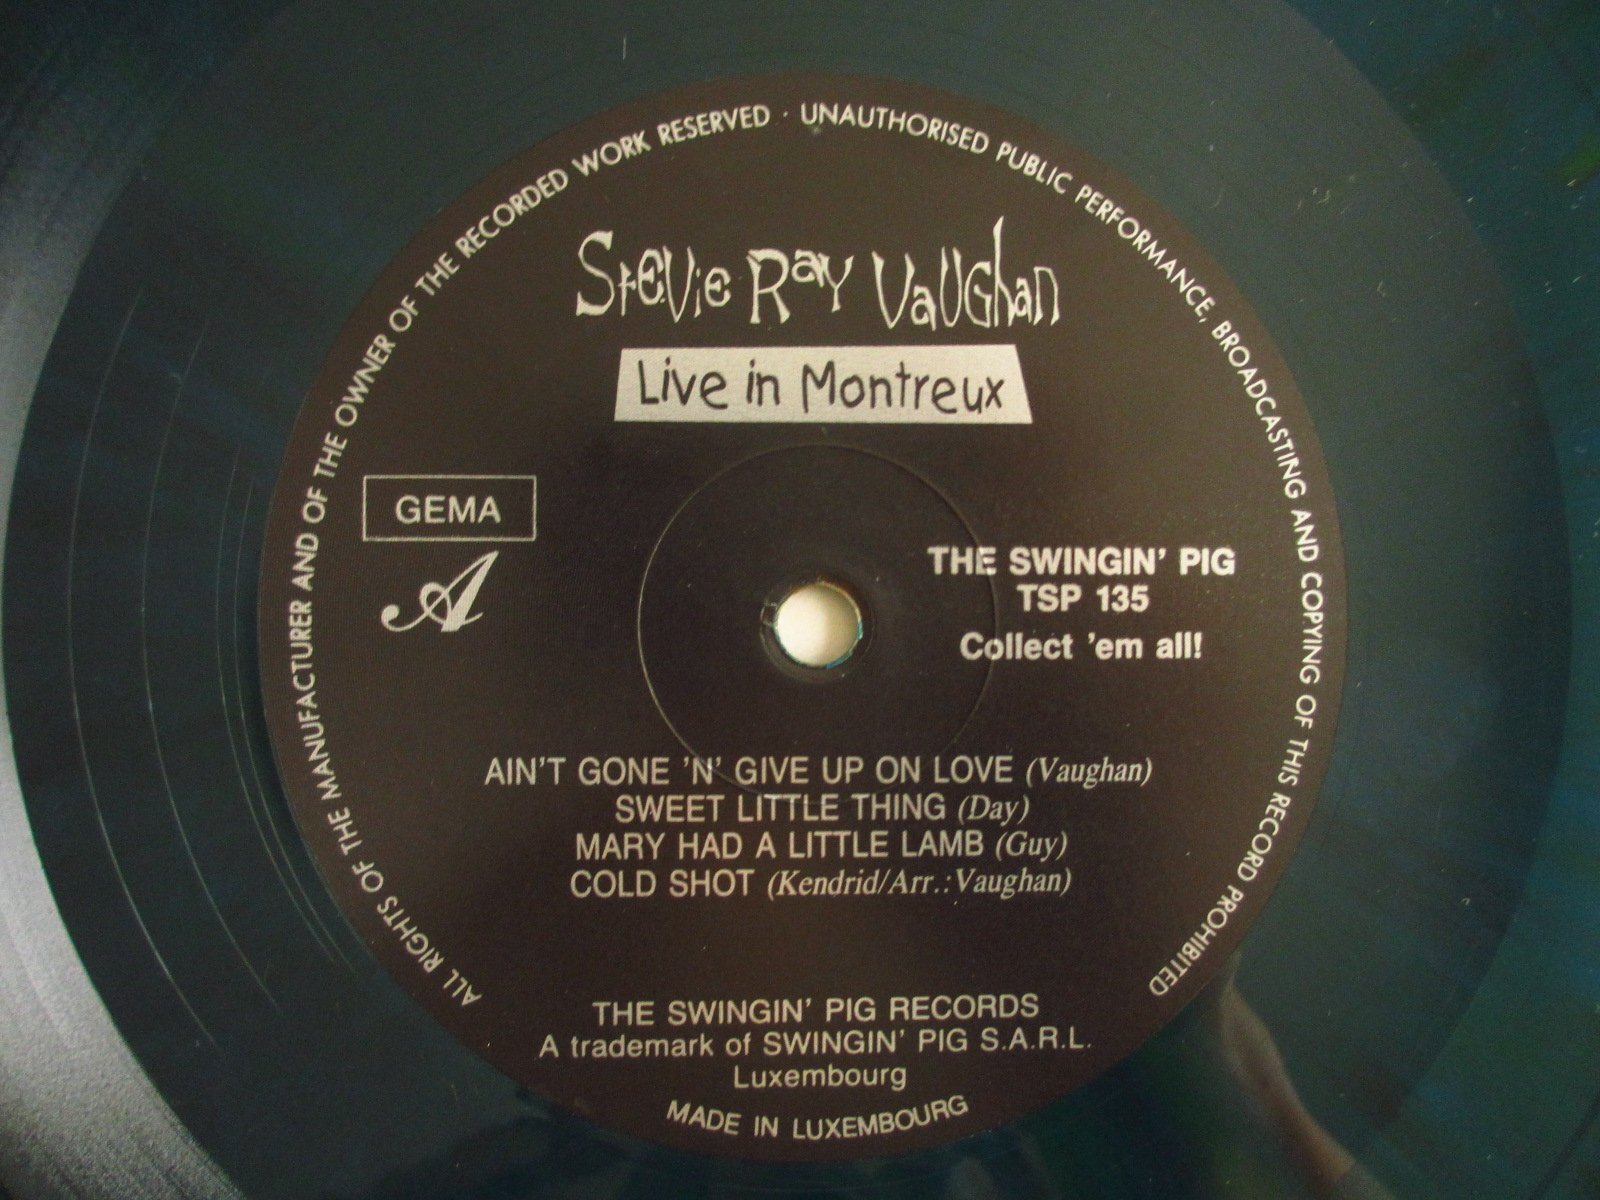 ALL RIGHTS OF THE MANUFACTURER AND OF THE OWNER OF THE RECORDED WORK RESERVED · UNAUTHORISED PUBLIC PERFORMANCE, BROADCASTING AND COPYING OF THIS RECORD PROHIBITED
Stevie Ray Vaughan
Live in Montreux
GEMA
A
THE SWINGIN' PIG
TSP 135
Collect 'em all!
AIN'T GONE 'N' GIVE UP ON LOVE (Vaughan)
SWEET LITTLE THING (Day)
MARY HAD A LITTLE LAMB (Guy)
COLD SHOT (Kendrid/Arr.: Vaughan)
THE SWINGIN' PIG RECORDS
A trademark of SWINGIN' PIG S.A.R.L.
Luxembourg
MADE IN LUXEMBOURG